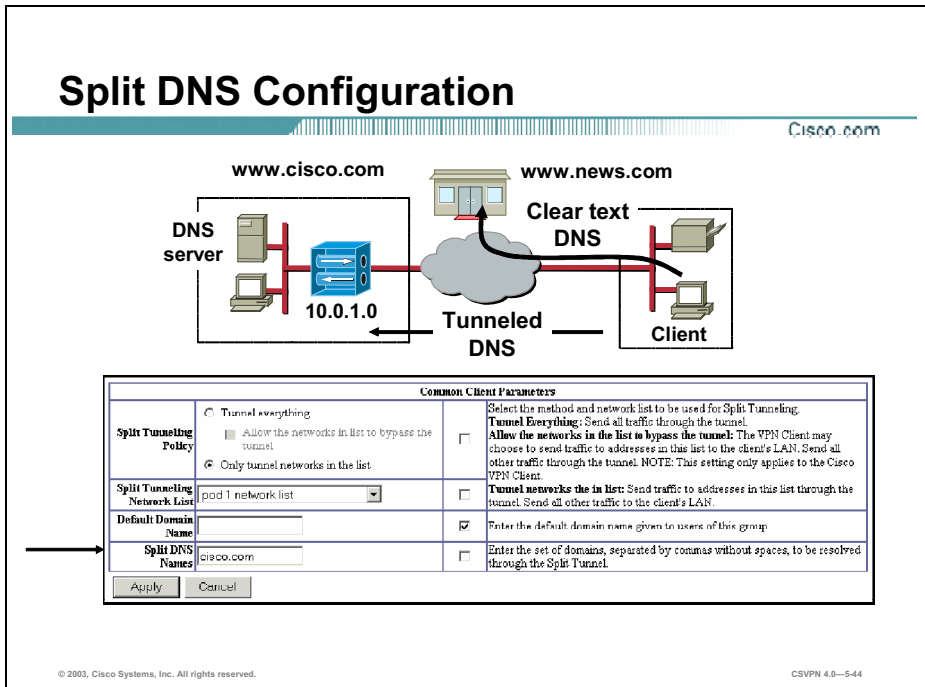 Split DNS Configuration
Cisco.com
www.cisco.com
www.news.com
DNS
server
Clear text
DNS
10.0.1.0
Tunneled
DNS
Client
Common Client Parameters
Split Tunneling
Policy
Tunnel everything
Allow the networks in list to bypass the
tunnel
Only tunnel networks in the list
Select the method and network list to be used for Split Tunneling.
Tunnel Everything: Send all traffic through the tunnel.
Allow the networks in the list to bypass the tunnel: The VPN Client may
choose to send traffic to addresses in this list to the client's LAN. Send all
other traffic through the tunnel. NOTE: This setting only applies to the Cisco
VPN Client.
Tunnel networks the in list: Send traffic to addresses in this list through the
tunnel. Send all other traffic to the client's LAN.
Split Tunneling
Network List
pod 1 network list
Default Domain
Name
Enter the default domain name given to users of this group
Split DNS
Names
cisco.com
Enter the set of domains, separated by commas without spaces, to be resolved
through the Split Tunnel.
Apply
Cancel
© 2003, Cisco Systems, Inc. All rights reserved.
CSVPN 4.0—5-44